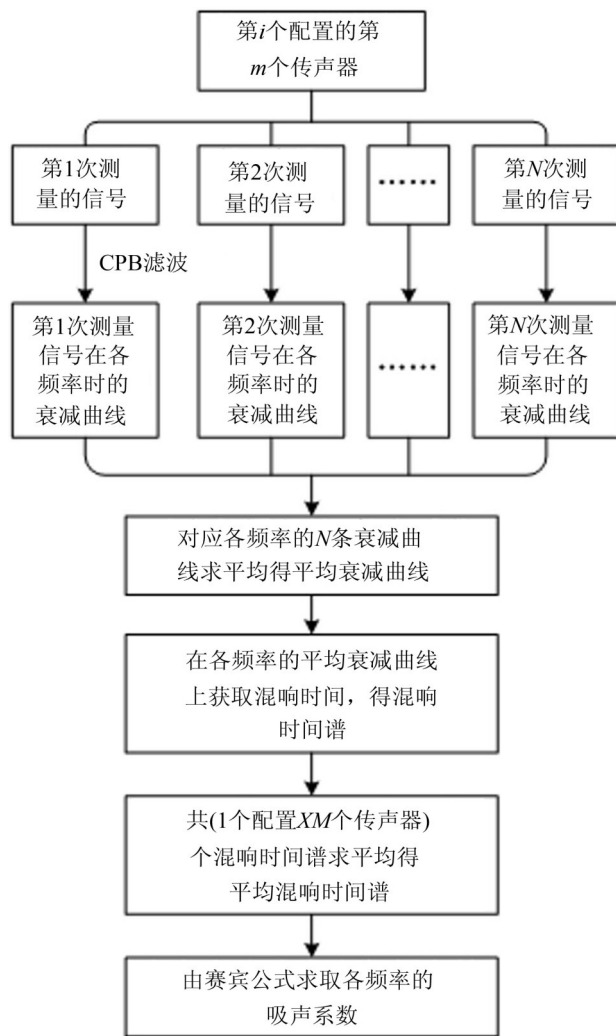 第i个配置的第
m个传声器
第1次测
量的信号
第2次测
量的信号
······
第N次测
量的信号
CPB滤波
第1次测量
信号在各
频率时的
衰减曲线
第2次测量
信号在各
频率时的
衰减曲线
······
第N次测量
信号在各
频率时的
衰减曲线
对应各频率的N条衰减曲
线求平均得平均衰减曲线
在各频率的平均衰减曲线
上获取混响时间，得混响
时间谱
共(1个配置XM个传声器)
个混响时间谱求平均得
平均混响时间谱
由赛宾公式求取各频率的
吸声系数